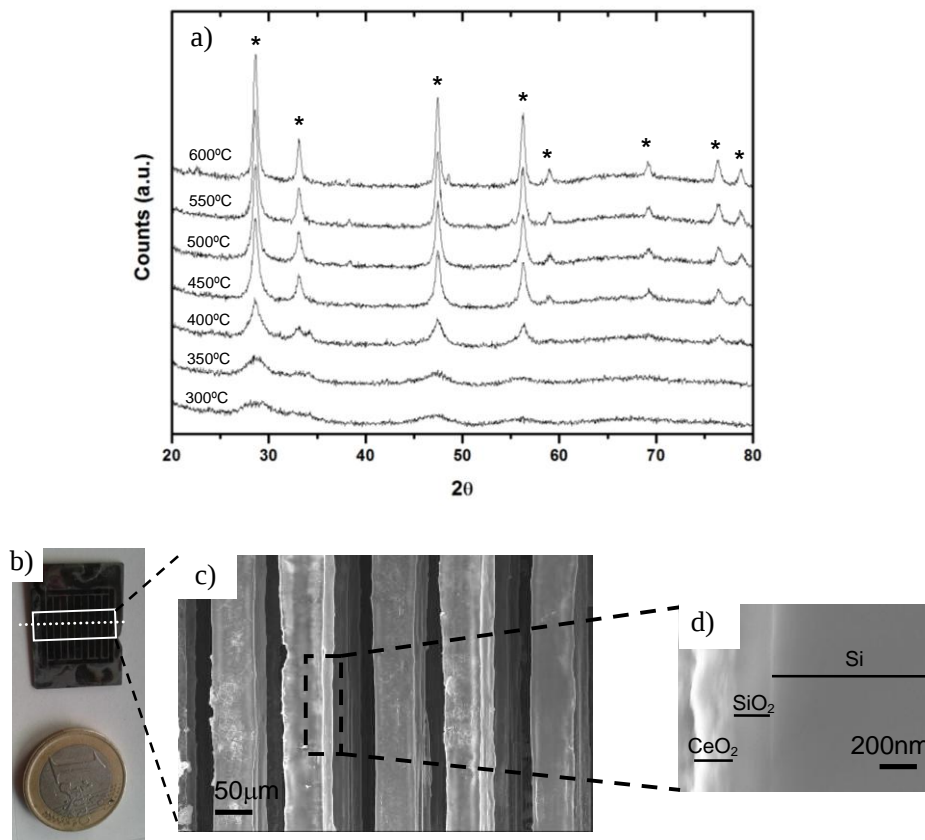 a)
*
*
*
*
*
*
*
*
600ºC
550ºC
500ºC
450ºC
400ºC
350ºC
300ºC
Counts (a.u.)
20 30 40 50 60 70 80
2θ
b)
c)
50μm
d)
Si
SiO₂
CeO₂
200nm